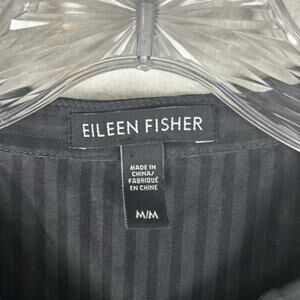 EILEEN FISHER
MADE IN
CHINA/
FABRIQUÉ
EN CHINE
M/M